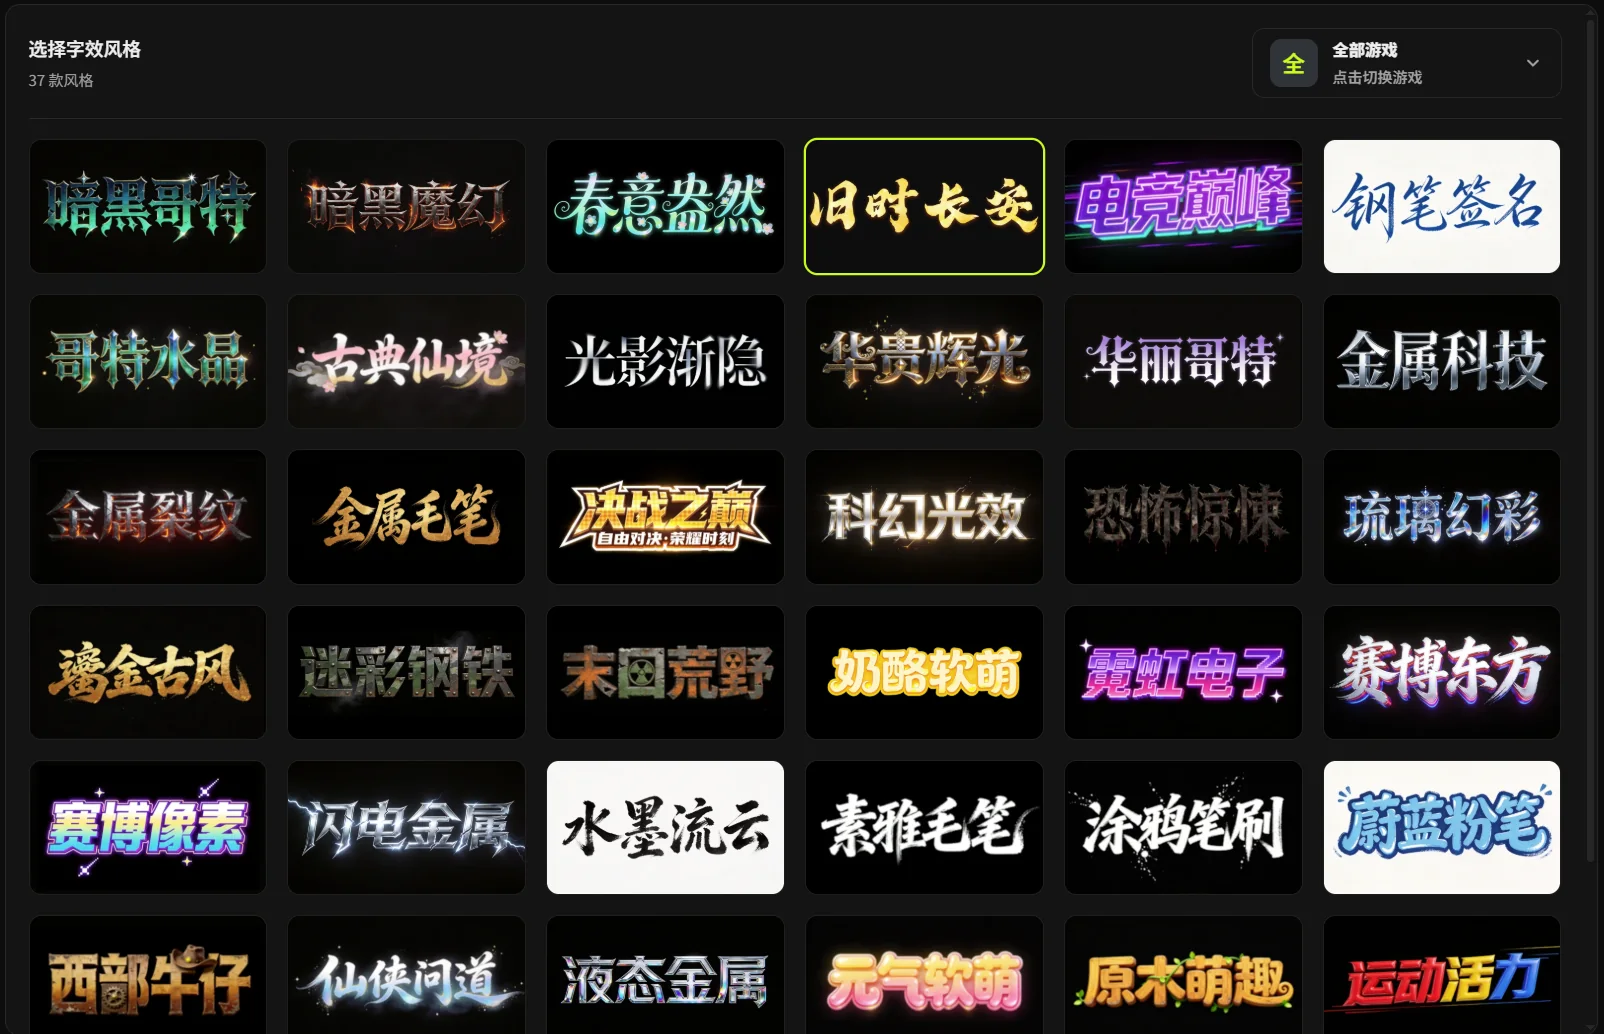 选择字效风格
37 款风格
全
全部游戏
点击切换游戏
暗黑哥特
暗黑魔幻
春意盎然
旧时长安
电竞巅峰
钢笔签名
哥特水晶
古典仙境
光影渐隐
华贵辉光
华丽哥特
金属科技
金属裂纹
金属毛笔
决战之巅
自由对决·荣耀时刻
科幻光效
恐怖惊悚
琉璃幻彩
鎏金古风
迷彩钢铁
末日荒野
奶酪软萌
霓虹电子
赛博东方
赛博像素
闪电金属
水墨流云
素雅毛笔
涂鸦笔刷
蔚蓝粉笔
西部牛仔
仙侠问道
液态金属
元气软萌
原木萌趣
运动活力